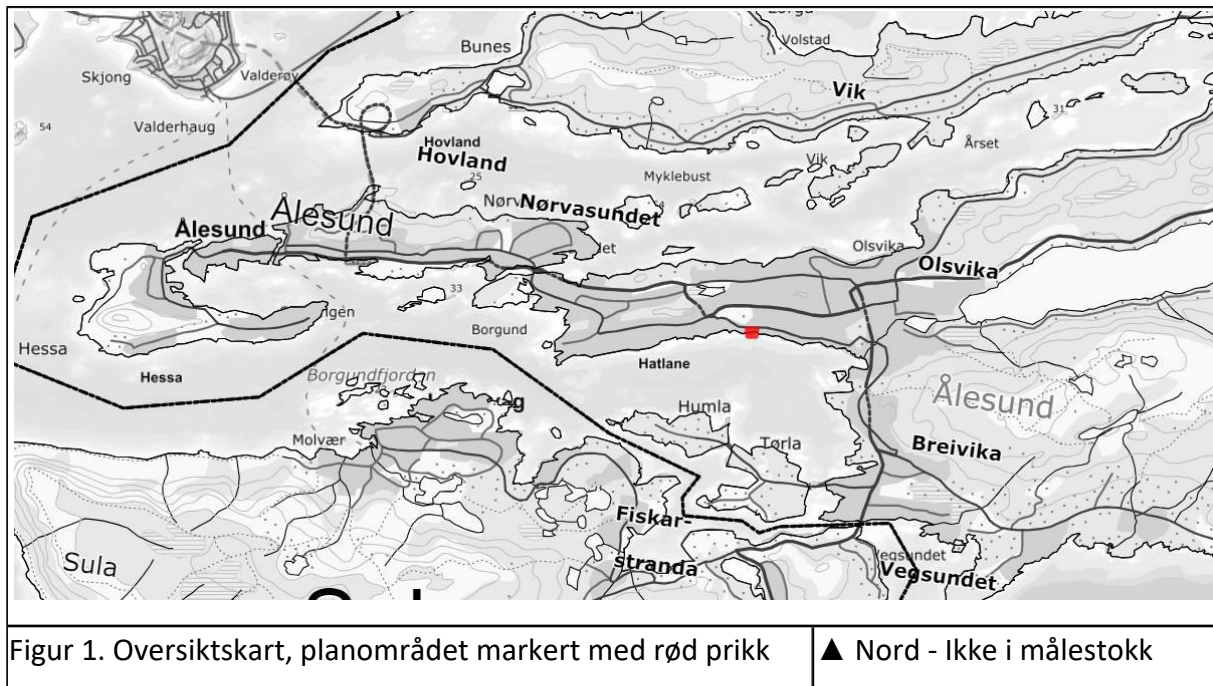 Volstad
Bunes
Skjong
Valderøy
Vik
31
54
Valderhaug
Hovland
Hovland
Årset
Vik
25
Myklebust
Nørvasundet
Ålesund
Ålesund
Olsvika
Olsvika
33
Borgund
Hessa
Hessa
Hatlane
Borgundfjorden
Ålesund
Humla
Molvær
Tørla
Breivika
Fiskar-
stranda
Vegsundet
Vegsundet
Sula
Figur 1. Oversiktskart, planområdet markert med rød prikk
▲ Nord - Ikke i målestokk